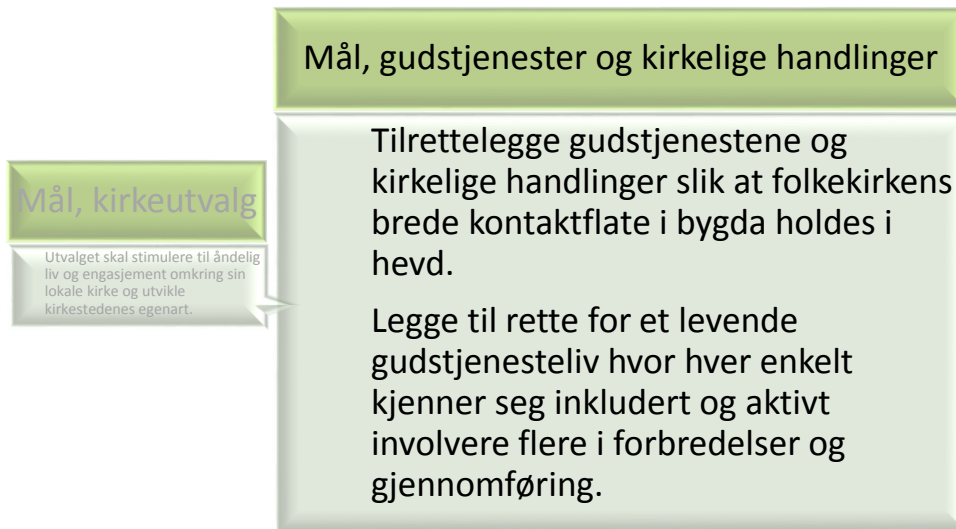 Mål, gudstjenester og kirkelige handlinger
Tilrettelegge gudstjenestene og
kirkelige handlinger slik at folkekirkens
brede kontaktflate i bygda holdes i
hevd.
Legge til rette for et levende
gudstjenesteliv hvor hver enkelt
kjenner seg inkludert og aktivt
involvere flere i forbredelser og
gjennomføring.
Mål, kirkeutvalg
Utvalget skal stimulere til åndelig
liv og engasjement omkring sin
lokale kirke og utvikle
kirkestedenes egenart.